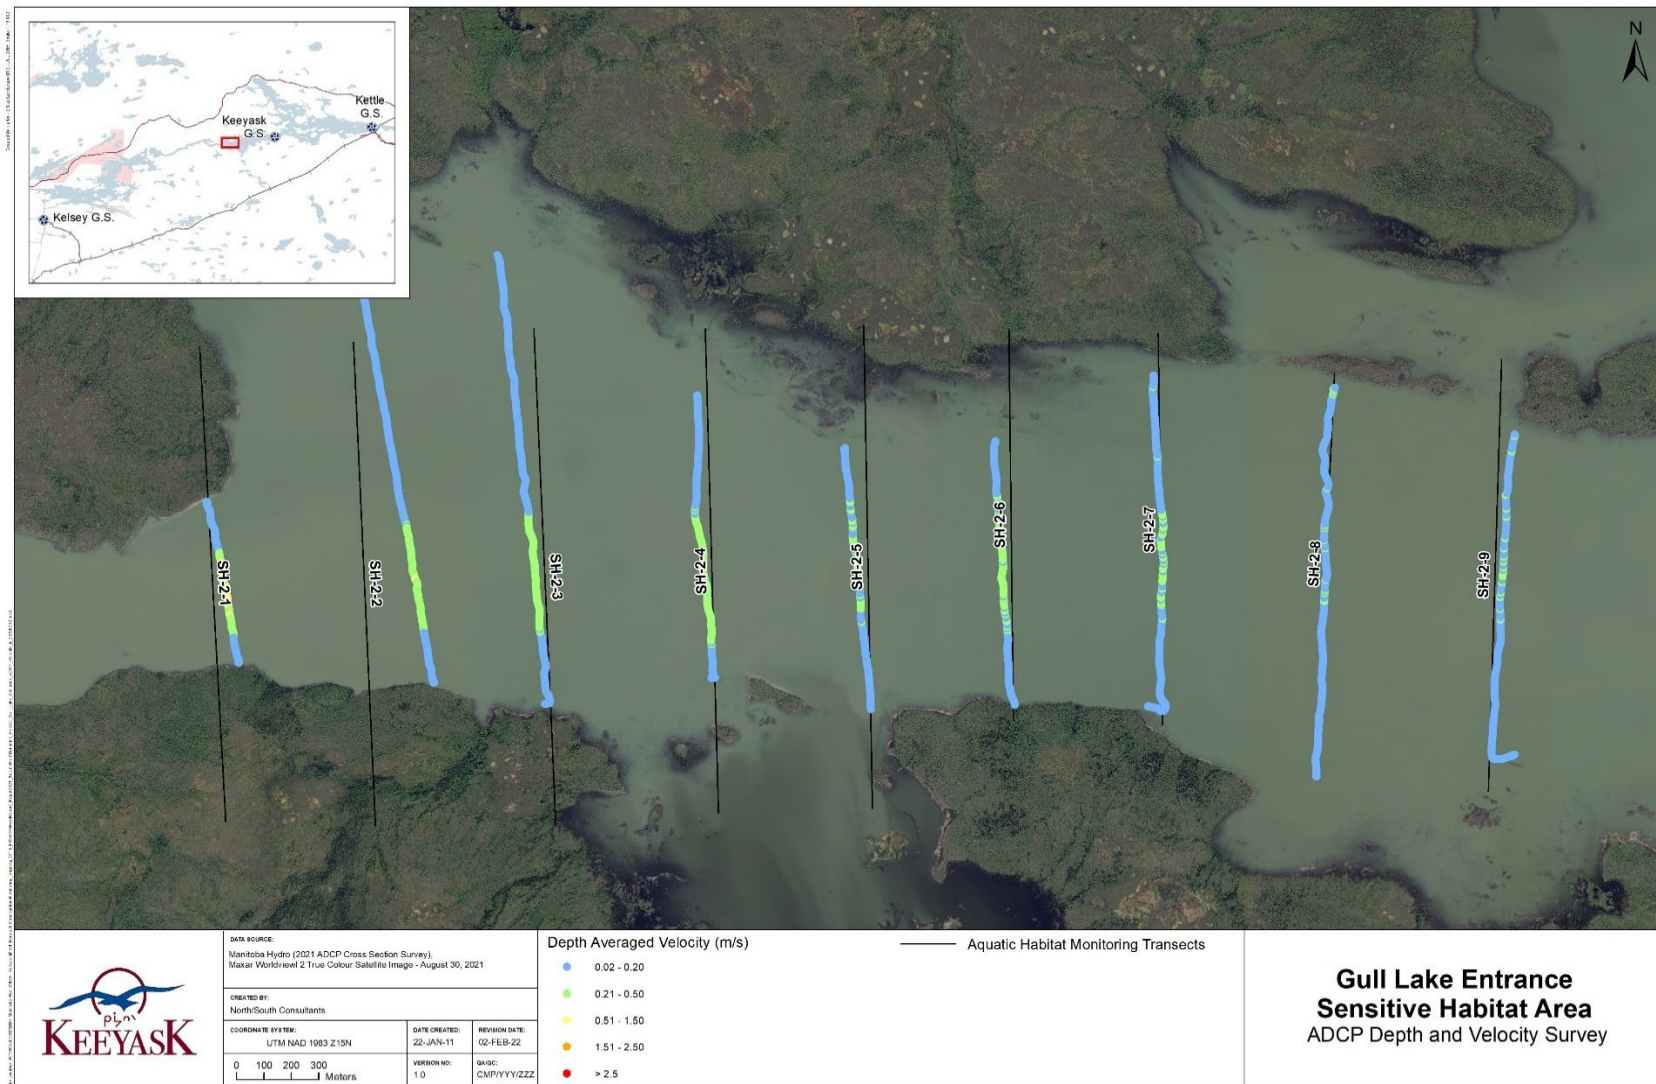 N
Kettle
G.S.
Keeyask
G.S.
Kelsey G.S.
SH-2-1
SH-2-2
SH-2-3
SH-2-4
SH-2-5
SH-2-6
SH-2-7
SH-2-8
SH-2-9
KEEYASK
DATA SOURCE:
Manitoba Hydro (2021 ADCP Cross Section Survey),
Maxar Worldriewl 2 True Colour Satellite Image - August 30, 2021
CREATED BY:
North/South Consultants
COORDINATE SYSTEM:
UTM NAD 1983 Z15N
DATE CREATED:
22-JAN-11
REVISION DATE:
02-FEB-22
0 100 200 300
Meters
VERSION NO:
1.0
QA/QC:
CMP/YYY/ZZZ
Depth Averaged Velocity (m/s)
0.02 - 0.20
0.21 - 0.50
0.51 - 1.50
1.51 - 2.50
> 2.5
Aquatic Habitat Monitoring Transects
Gull Lake Entrance
Sensitive Habitat Area
ADCP Depth and Velocity Survey